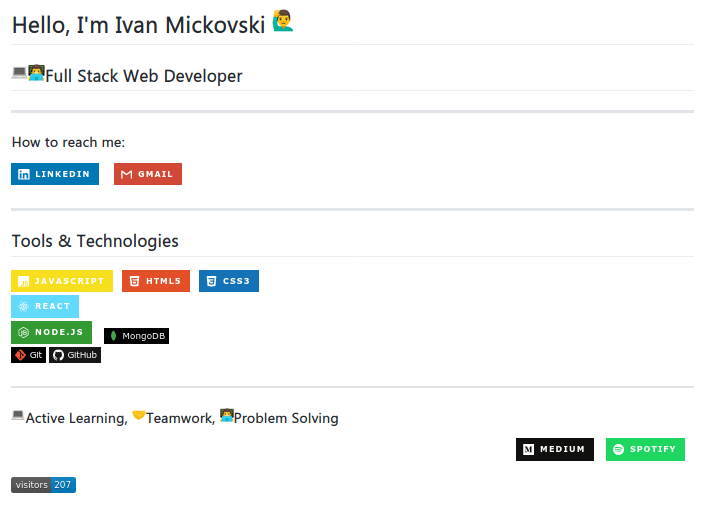 Hello, I'm Ivan Mickovski 🙋‍♂️
💻👨‍💻Full Stack Web Developer
How to reach me:
LINKEDIN GMAIL
Tools & Technologies
JAVASCRIPT HTML5 CSS3
REACT
NODE.JS MongoDB
Git GitHub
💻Active Learning, 🤝Teamwork, 👨‍💻Problem Solving
MEDIUM SPOTIFY
visitors 207